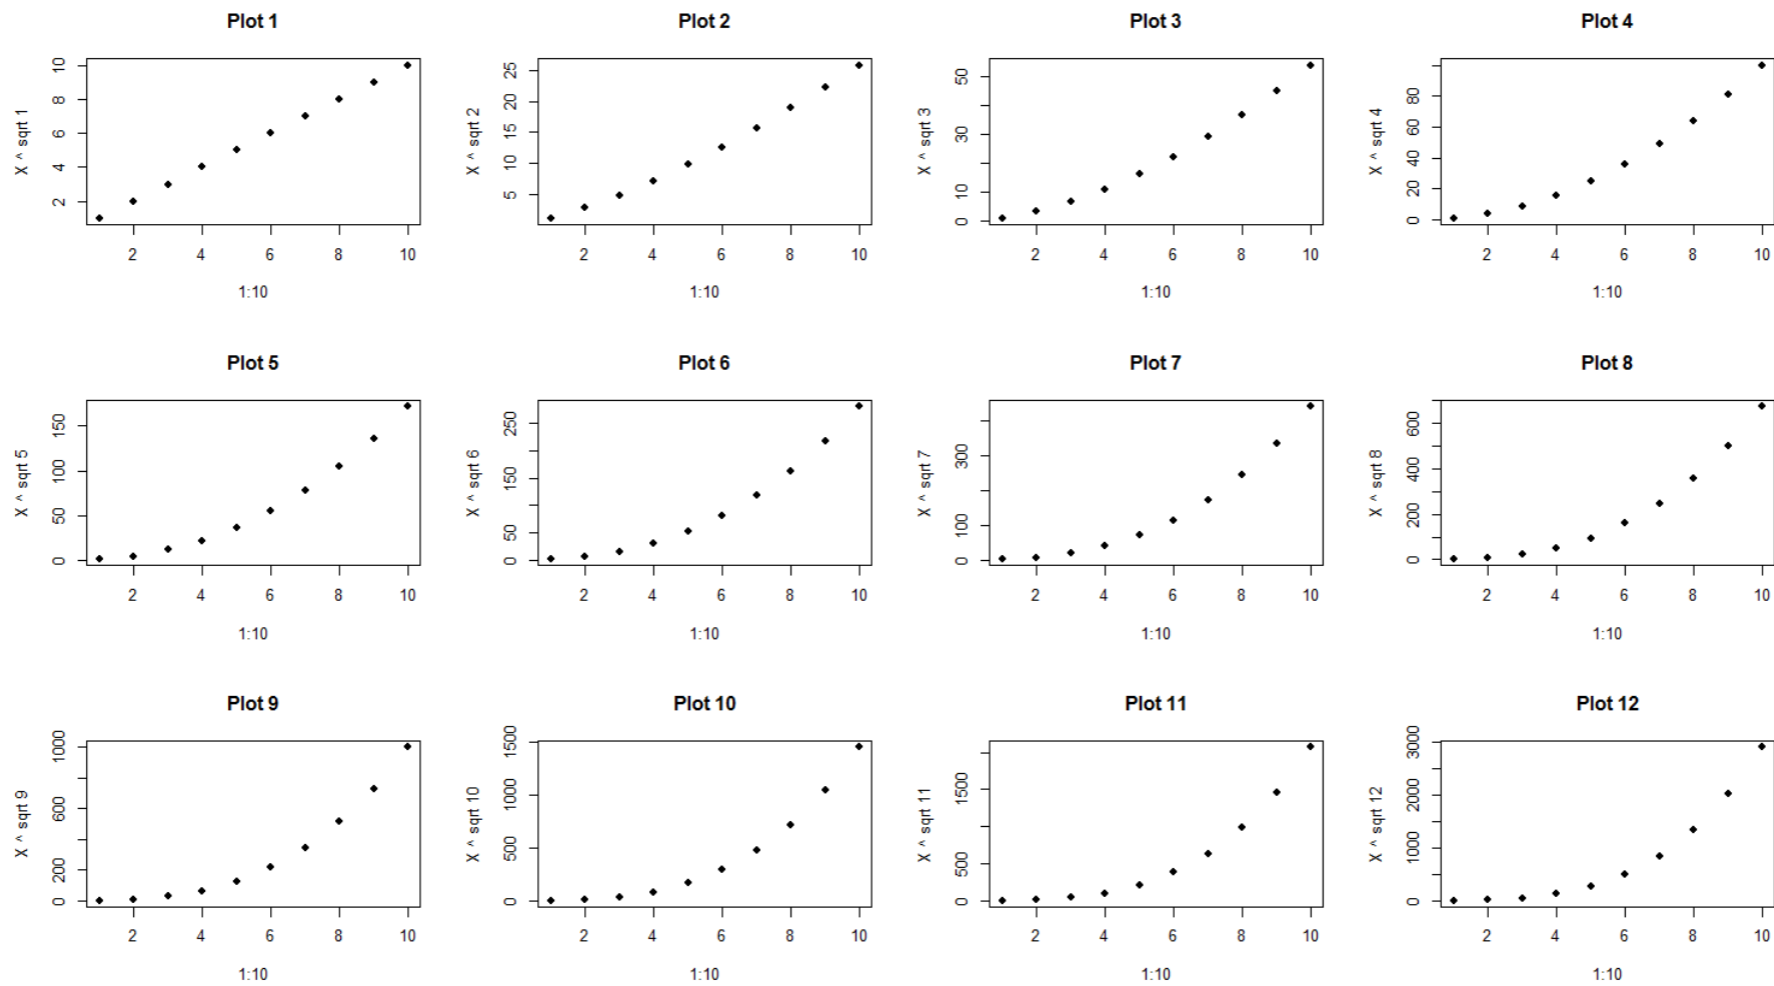 Plot 1
X ^ sqrt 1
2 4 6 8 10
2 4 6 8 10
1:10
Plot 2
X ^ sqrt 2
5 10 15 20 25
2 4 6 8 10
1:10
Plot 3
X ^ sqrt 3
0 10 30 50
2 4 6 8 10
1:10
Plot 4
X ^ sqrt 4
0 20 40 60 80
2 4 6 8 10
1:10
Plot 5
X ^ sqrt 5
0 50 100 150
2 4 6 8 10
1:10
Plot 6
X ^ sqrt 6
0 50 150 250
2 4 6 8 10
1:10
Plot 7
X ^ sqrt 7
0 100 300
2 4 6 8 10
1:10
Plot 8
X ^ sqrt 8
0 200 400 600
2 4 6 8 10
1:10
Plot 9
X ^ sqrt 9
0 200 600 1000
2 4 6 8 10
1:10
Plot 10
X ^ sqrt 10
0 500 1000 1500
2 4 6 8 10
1:10
Plot 11
X ^ sqrt 11
0 500 1500
2 4 6 8 10
1:10
Plot 12
X ^ sqrt 12
0 1000 2000 3000
2 4 6 8 10
1:10